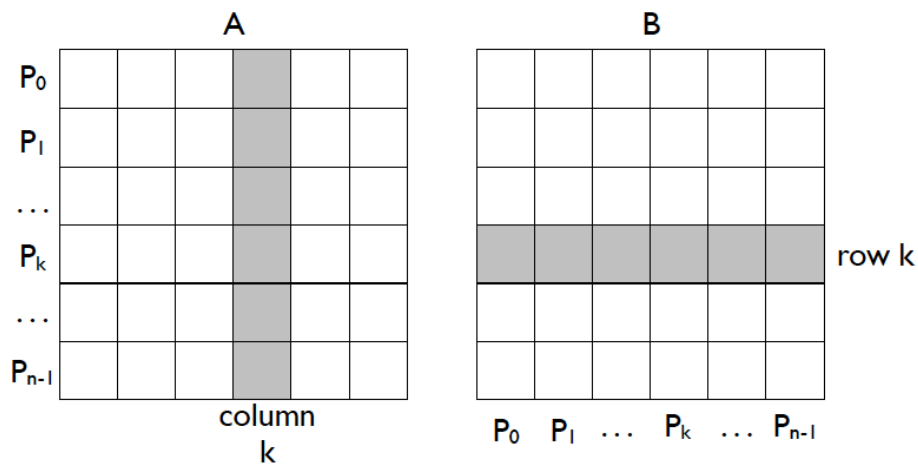 A
B
P0
P1
...
Pk
...
Pn-1
row k
column
k
P0 P1 ... Pk ... Pn-1